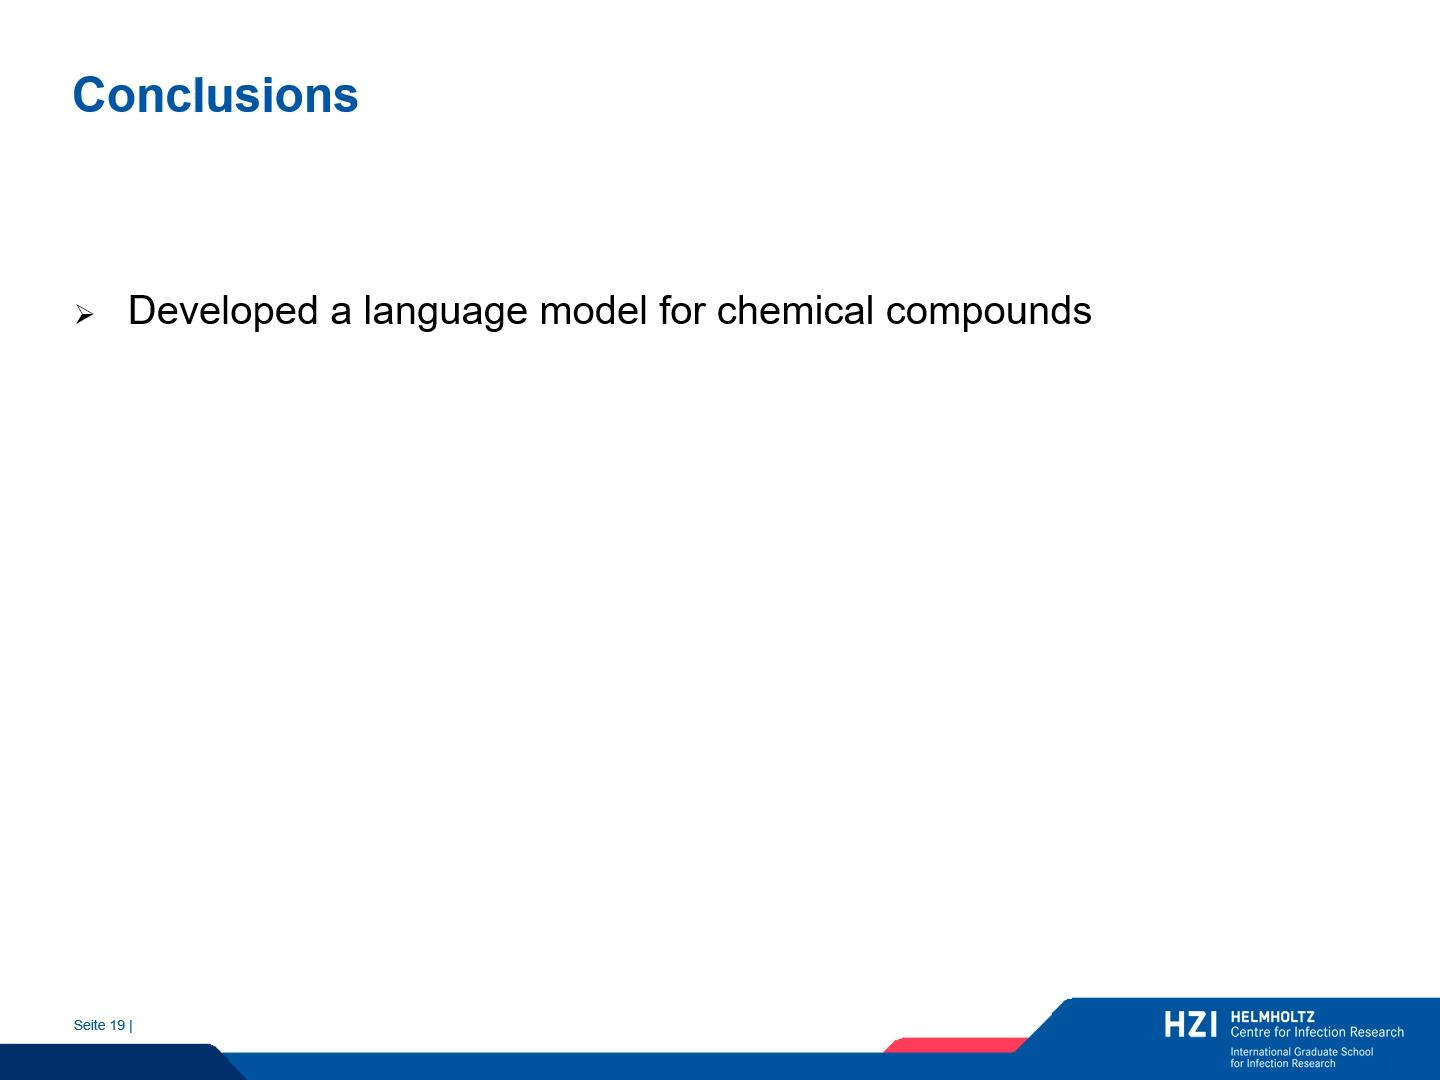 Conclusions
Developed a language model for chemical compounds
Seite 19 |
HZI HELMHOLTZ
Centre for Infection Research
International Graduate School
for Infection Research